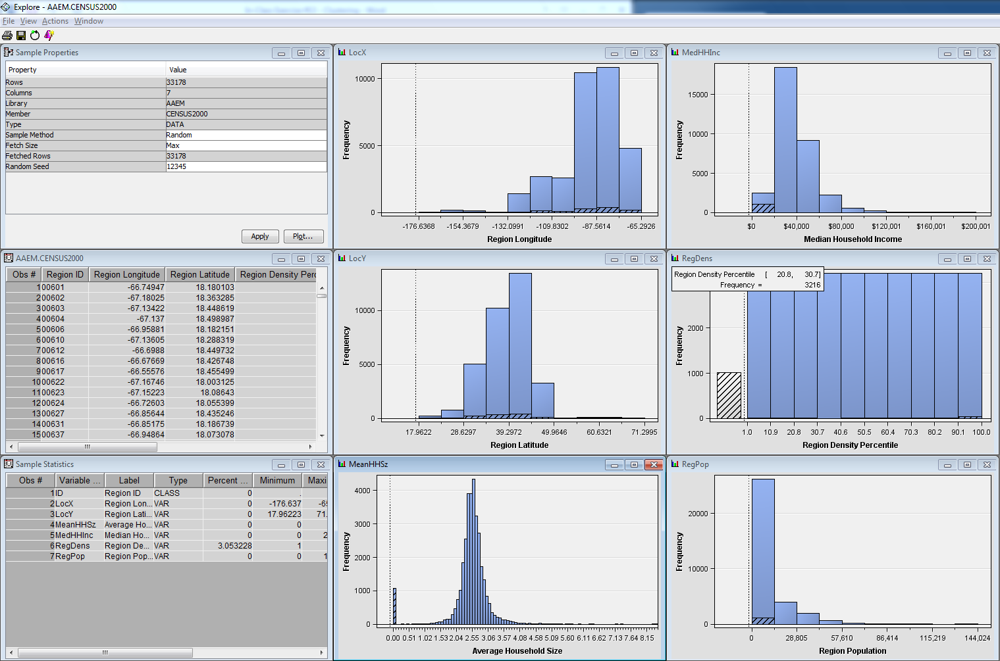 Explore - AAEM.CENSUS2000
File View Actions Window
Sample Properties
Property Value
Rows 33178
Columns 7
Library AAEM
Member CENSUS2000
Type DATA
Sample Method Random
Fetch Size Max
Fetched Rows 33178
Random Seed 12345
Apply Plot...
LocX
Frequency
10000
5000
0
-176.6368 -154.3679 -132.0991 -109.8302 -87.5614 -65.2926
Region Longitude
MedHHInc
Frequency
15000
10000
5000
0
$0 $40,000 $80,000 $120,001 $160,001 $200,001
Median Household Income
AAEM.CENSUS2000
Obs # Region ID Region Longitude Region Latitude Region Density Perc
1 00601 -66.74947 18.180103
2 00602 -67.18025 18.363285
3 00603 -67.13422 18.448619
4 00604 -67.137 18.498987
5 00606 -66.95881 18.182151
6 00610 -67.13605 18.288319
7 00612 -66.6988 18.449732
8 00616 -66.67669 18.426748
9 00617 -66.55576 18.455499
10 00622 -67.16746 18.003125
11 00623 -67.15223 18.08643
12 00624 -66.72603 18.055399
13 00627 -66.85644 18.435246
14 00631 -66.85175 18.186739
15 00637 -66.94864 18.073078
LocY
Frequency
10000
5000
0
17.9622 28.6297 39.2972 49.9646 60.6321 71.2995
Region Latitude
RegDens
Region Density Percentile [ 20.8, 30.7]
Frequency = 3216
Frequency
2000
1000
0
1.0 10.9 20.8 30.7 40.6 50.5 60.4 70.3 80.2 90.1 100.0
Region Density Percentile
Sample Statistics
Obs # Variable ... Label Type Percent ... Minimum Maxi
1 ID Region ID CLASS 0 .
2 LocX Region Lon... VAR 0 -176.637 -65
3 LocY Region Lati... VAR 0 17.96223 71.
4 MeanHHSz Average Ho... VAR 0 0
5 MedHHInc Median Ho... VAR 0 0 2
6 RegDens Region De... VAR 3.053228 1
7 RegPop Region Pop... VAR 0 0 1
MeanHHSz
Frequency
4000
3000
2000
1000
0
0.00 0.51 1.02 1.53 2.04 2.55 3.06 3.57 4.08 4.58 5.09 5.60 6.11 6.62 7.13 7.64 8.15
Average Household Size
RegPop
Frequency
20000
10000
0
0 28,805 57,610 86,414 115,219 144,024
Region Population